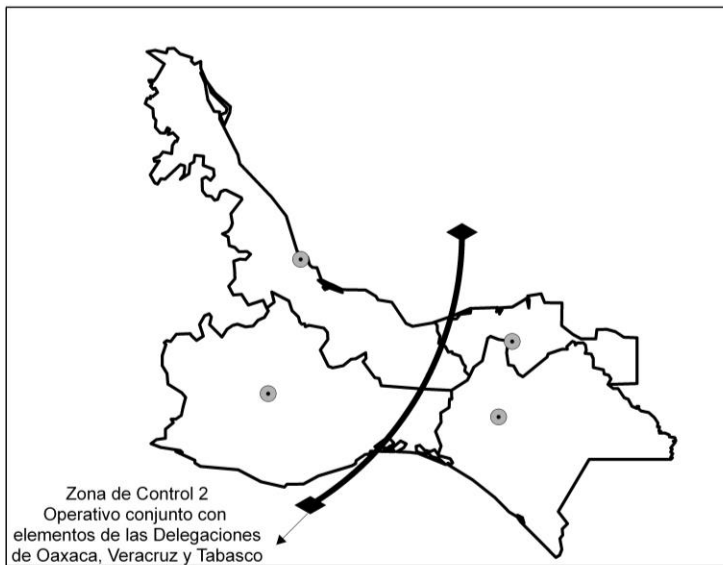 Zona de Control 2
Operativo conjunto con
elementos de las Delegaciones
de Oaxaca, Veracruz y Tabasco